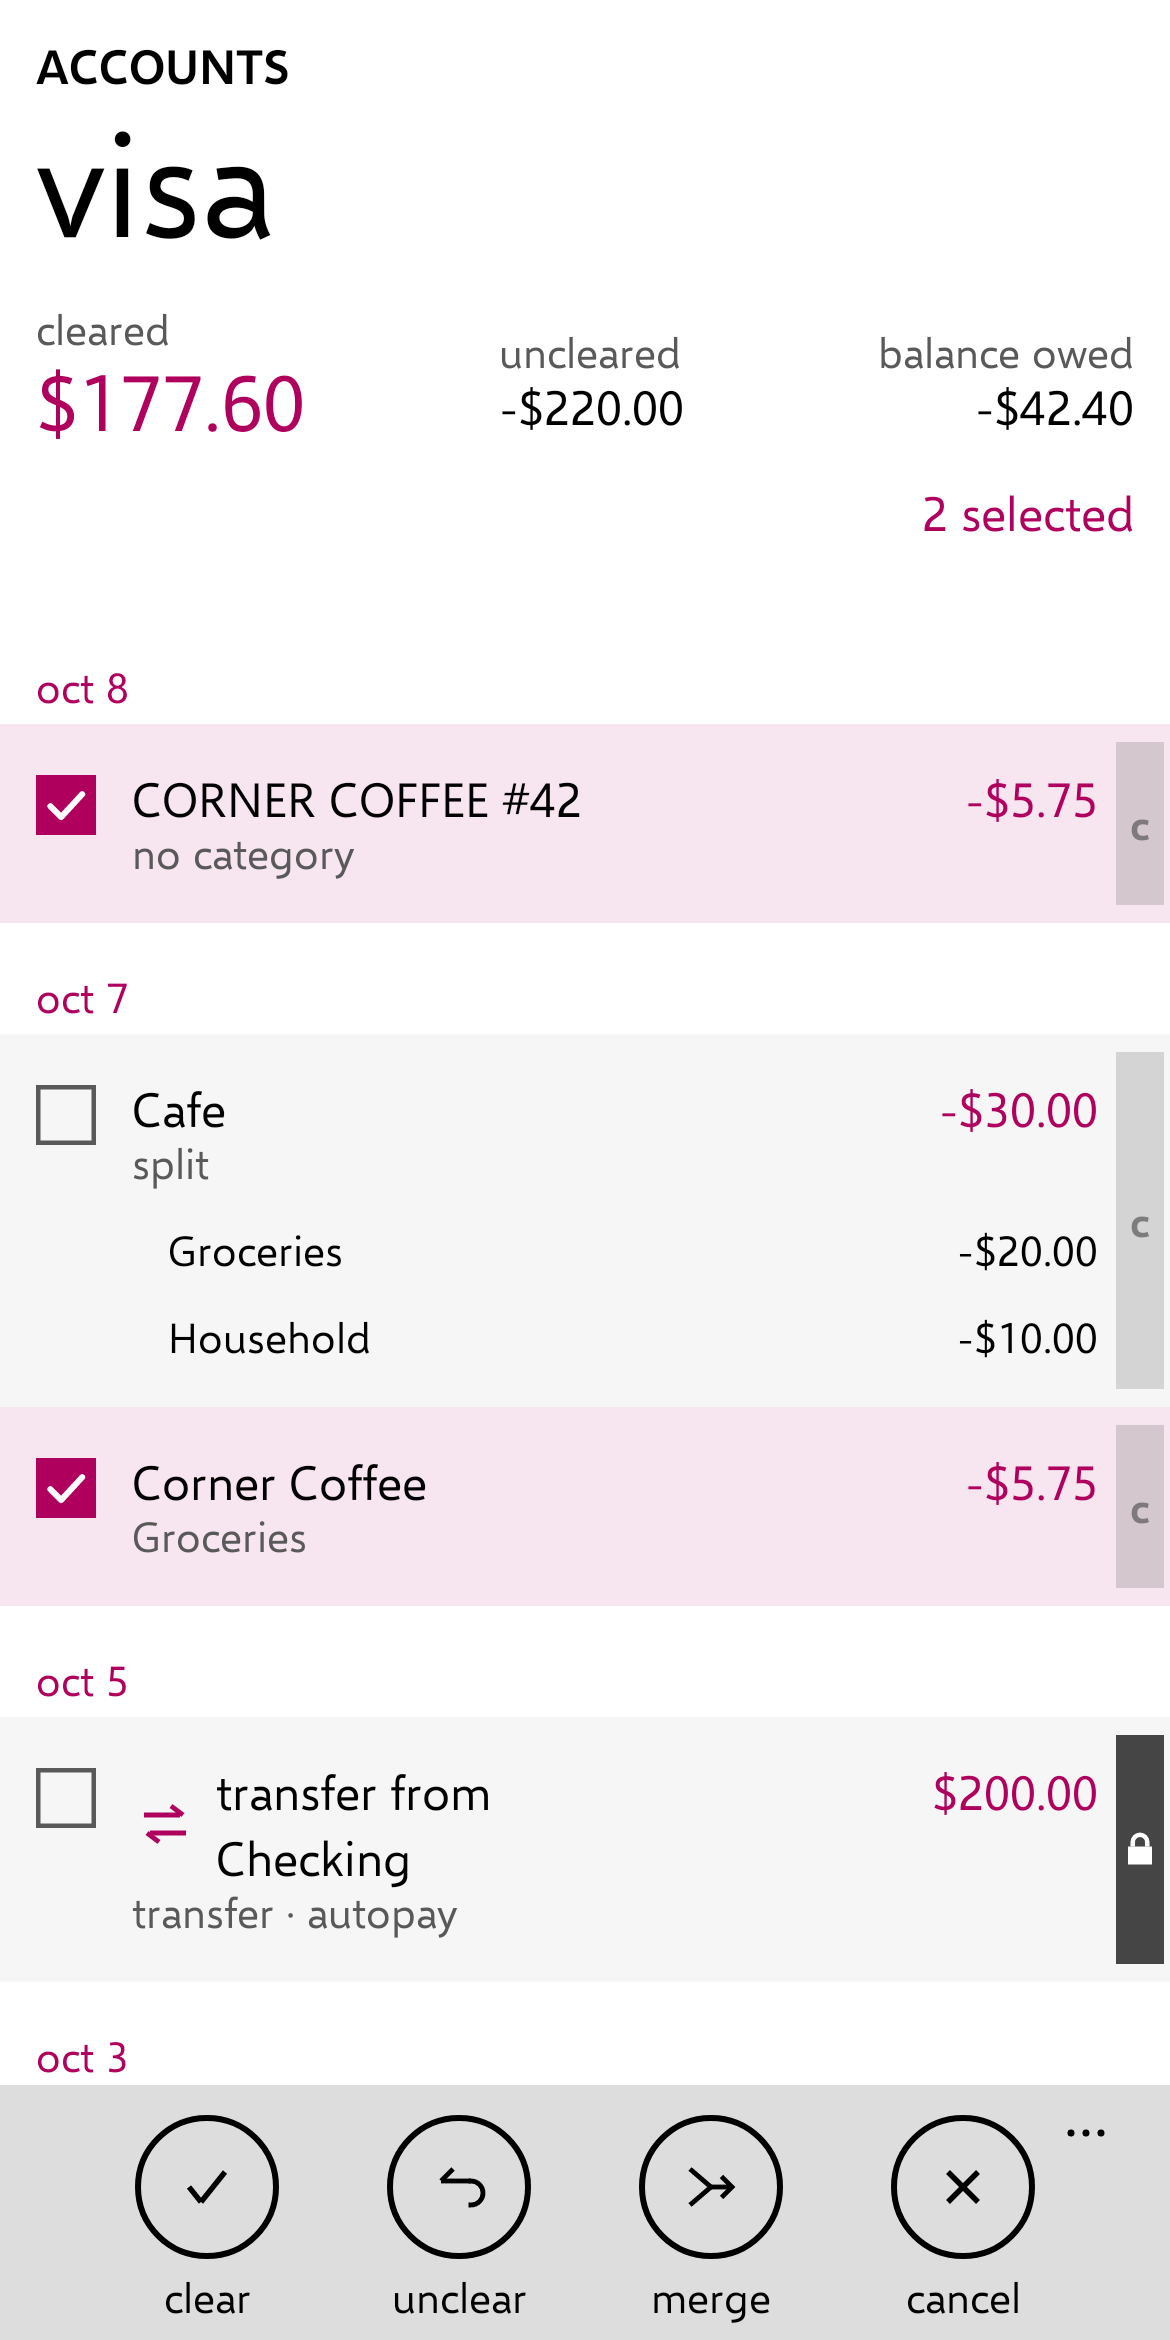 ACCOUNTS
visa
cleared
$177.60
uncleared
-$220.00
balance owed
-$42.40
2 selected
oct 8
CORNER COFFEE #42 -$5.75
no category
c
oct 7
Cafe -$30.00
split
Groceries -$20.00
Household -$10.00
c
Corner Coffee -$5.75
Groceries
c
oct 5
transfer from $200.00
Checking
transfer · autopay
oct 3
...
clear unclear merge cancel